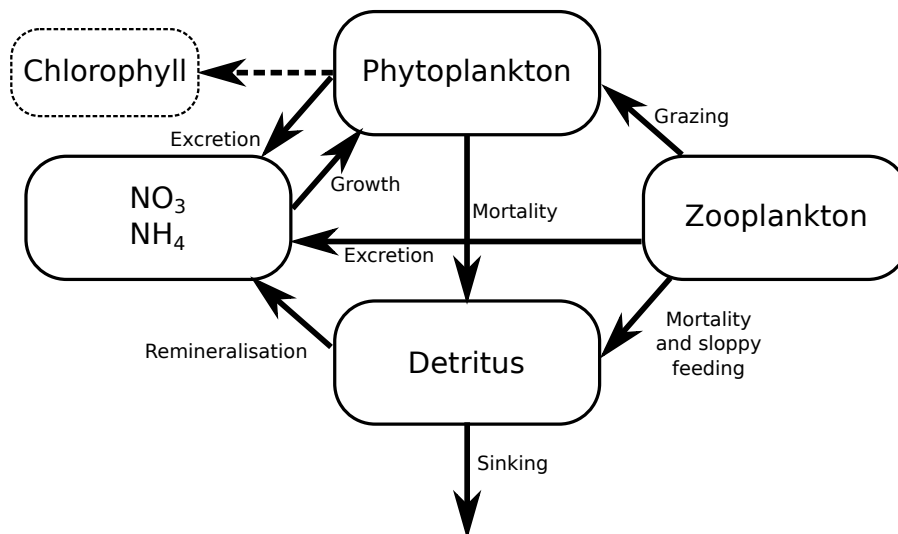 Chlorophyll
Phytoplankton
Grazing
Excretion
Growth
NO₃
NH₄
Mortality
Zooplankton
Excretion
Remineralisation
Detritus
Mortality
and sloppy
feeding
Sinking